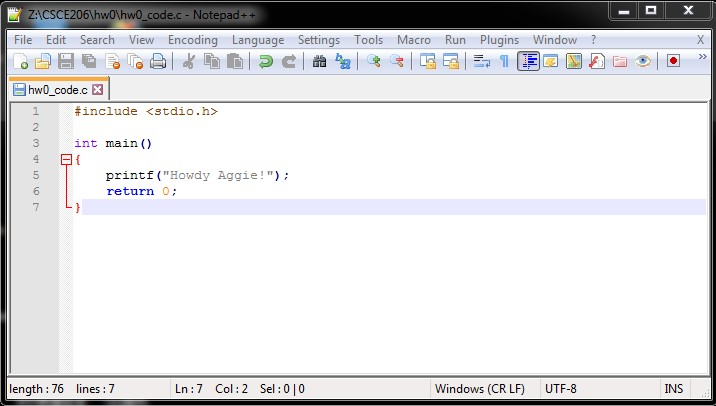 Z:\CSCE206\hw0\hw0_code.c - Notepad++
File Edit Search View Encoding Language Settings Tools Macro Run Plugins Window ? X
hw0_code.c
1 #include <stdio.h>
2
3 int main()
4 {
5 printf("Howdy Aggie!");
6 return 0;
7 }
length : 76 lines : 7 Ln : 7 Col : 2 Sel : 0 | 0 Windows (CR LF) UTF-8 INS